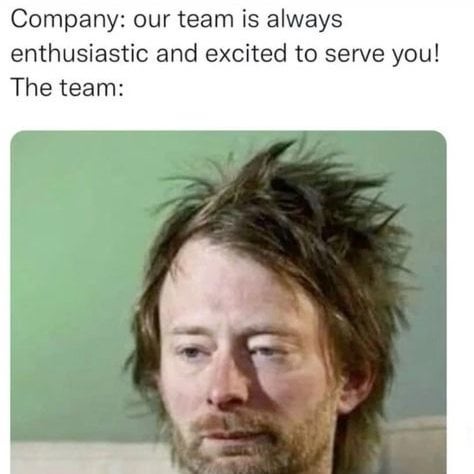 Company: our team is always
enthusiastic and excited to serve you!
The team: